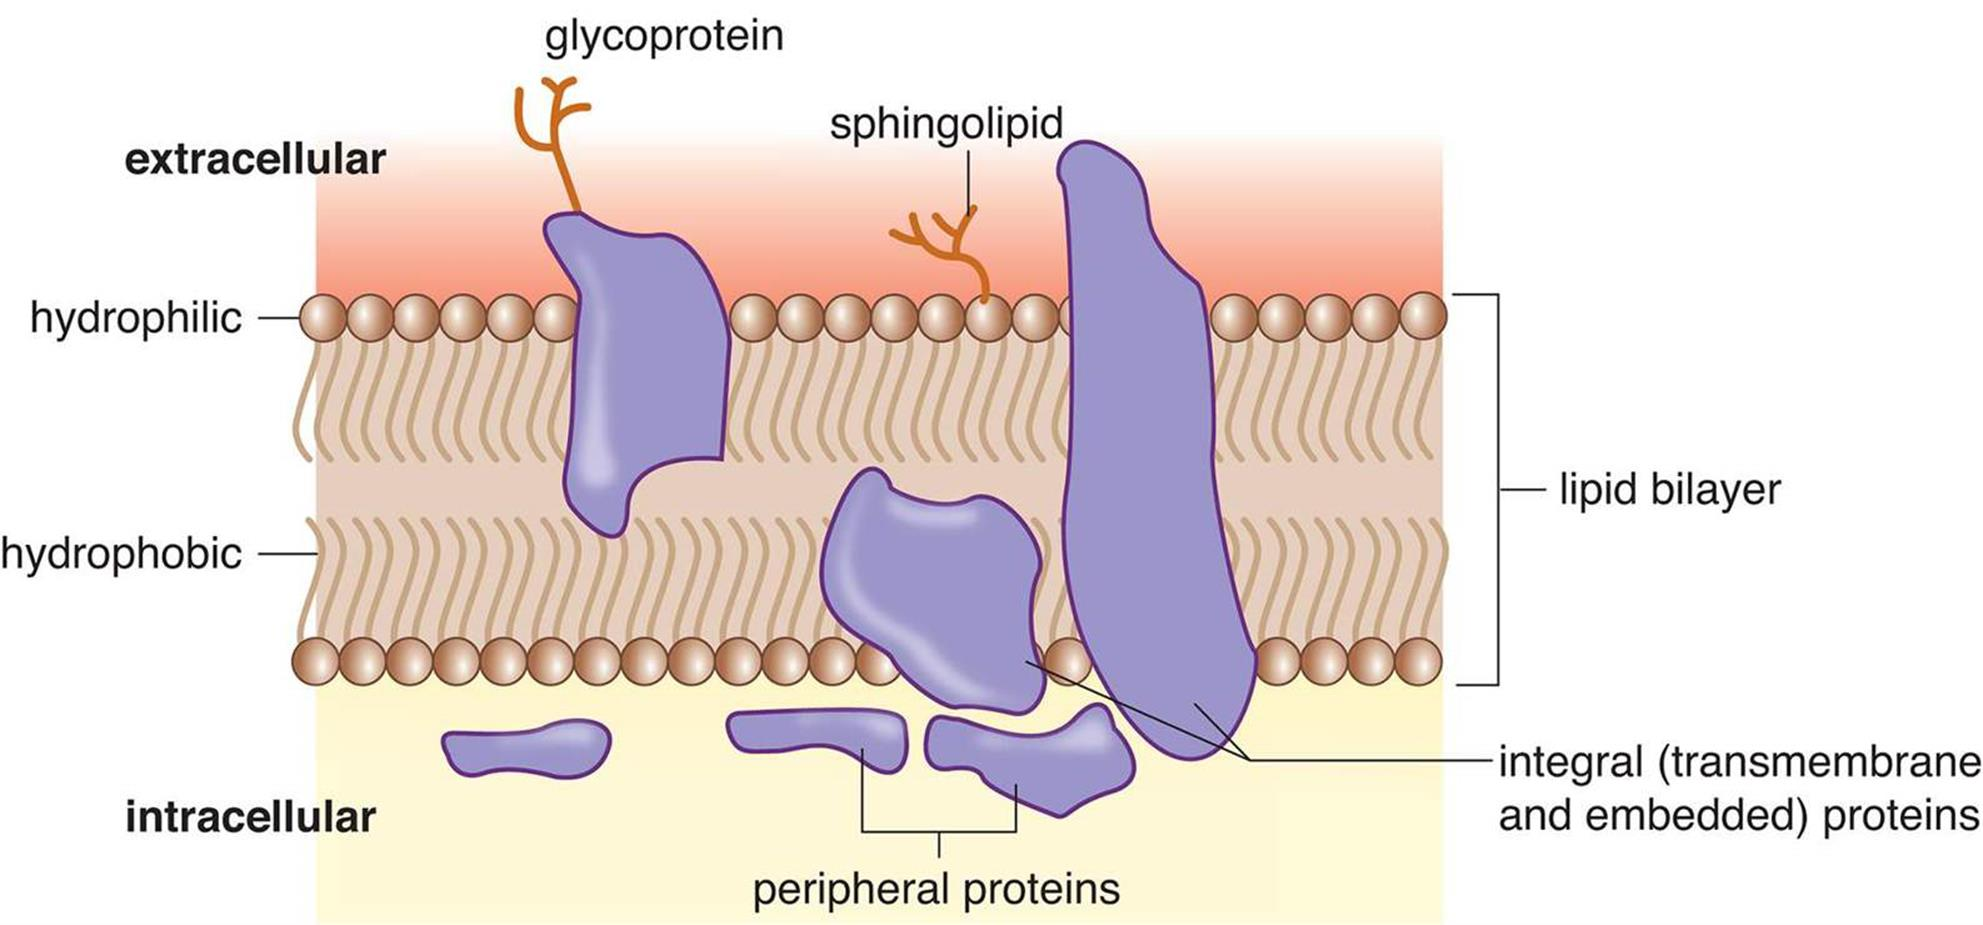 glycoprotein
sphingolipid
extracellular
hydrophilic
lipid bilayer
hydrophobic
integral (transmembrane
and embedded) proteins
intracellular
peripheral proteins